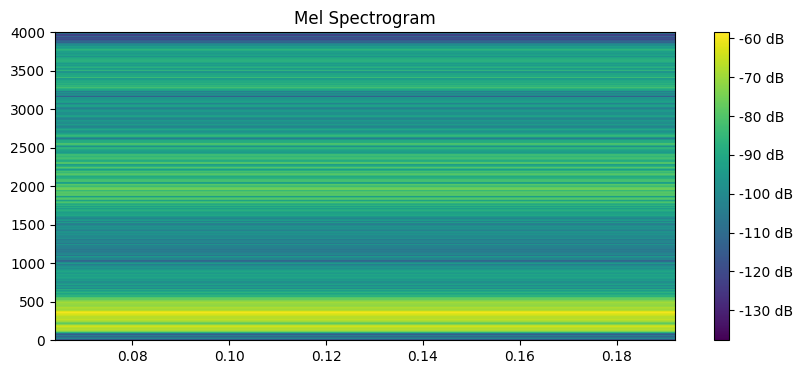 Mel Spectrogram
4000
3500
3000
2500
2000
1500
1000
500
0
0.08 0.10 0.12 0.14 0.16 0.18
-60 dB
-70 dB
-80 dB
-90 dB
-100 dB
-110 dB
-120 dB
-130 dB